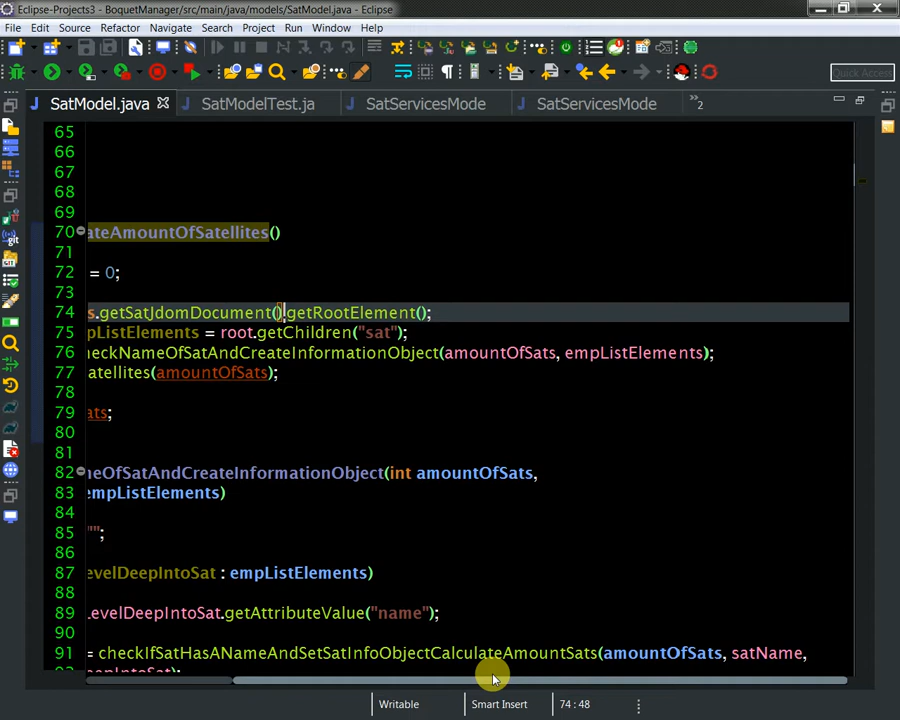 Eclipse-Projects3 - BoquetManager/src/main/java/models/SatModel.java - Eclipse
File Edit Source Refactor Navigate Search Project Run Window Help
Quick Access
SatModel.java SatModelTest.ja SatServicesMode SatServicesMode »2
65
66
67
68
69
70 ateAmountOfSatellites()
71
72 = 0;
73
74 s.getSatJdomDocument().getRootElement();
75 pListElements = root.getChildren("sat");
76 heckNameOfSatAndCreateInformationObject(amountOfSats, empListElements);
77 atellites(amountOfSats);
78
79 ats;
80
81
82 neOfSatAndCreateInformationObject(int amountOfSats,
83 empListElements)
84
85 "";
86
87 evelDeepIntoSat : empListElements)
88
89 LevelDeepIntoSat.getAttributeValue("name");
90
91 = checkIfSatHasANameAndSetSatInfoObjectCalculateAmountSats(amountOfSats, satName,
Writable Smart Insert 74 : 48